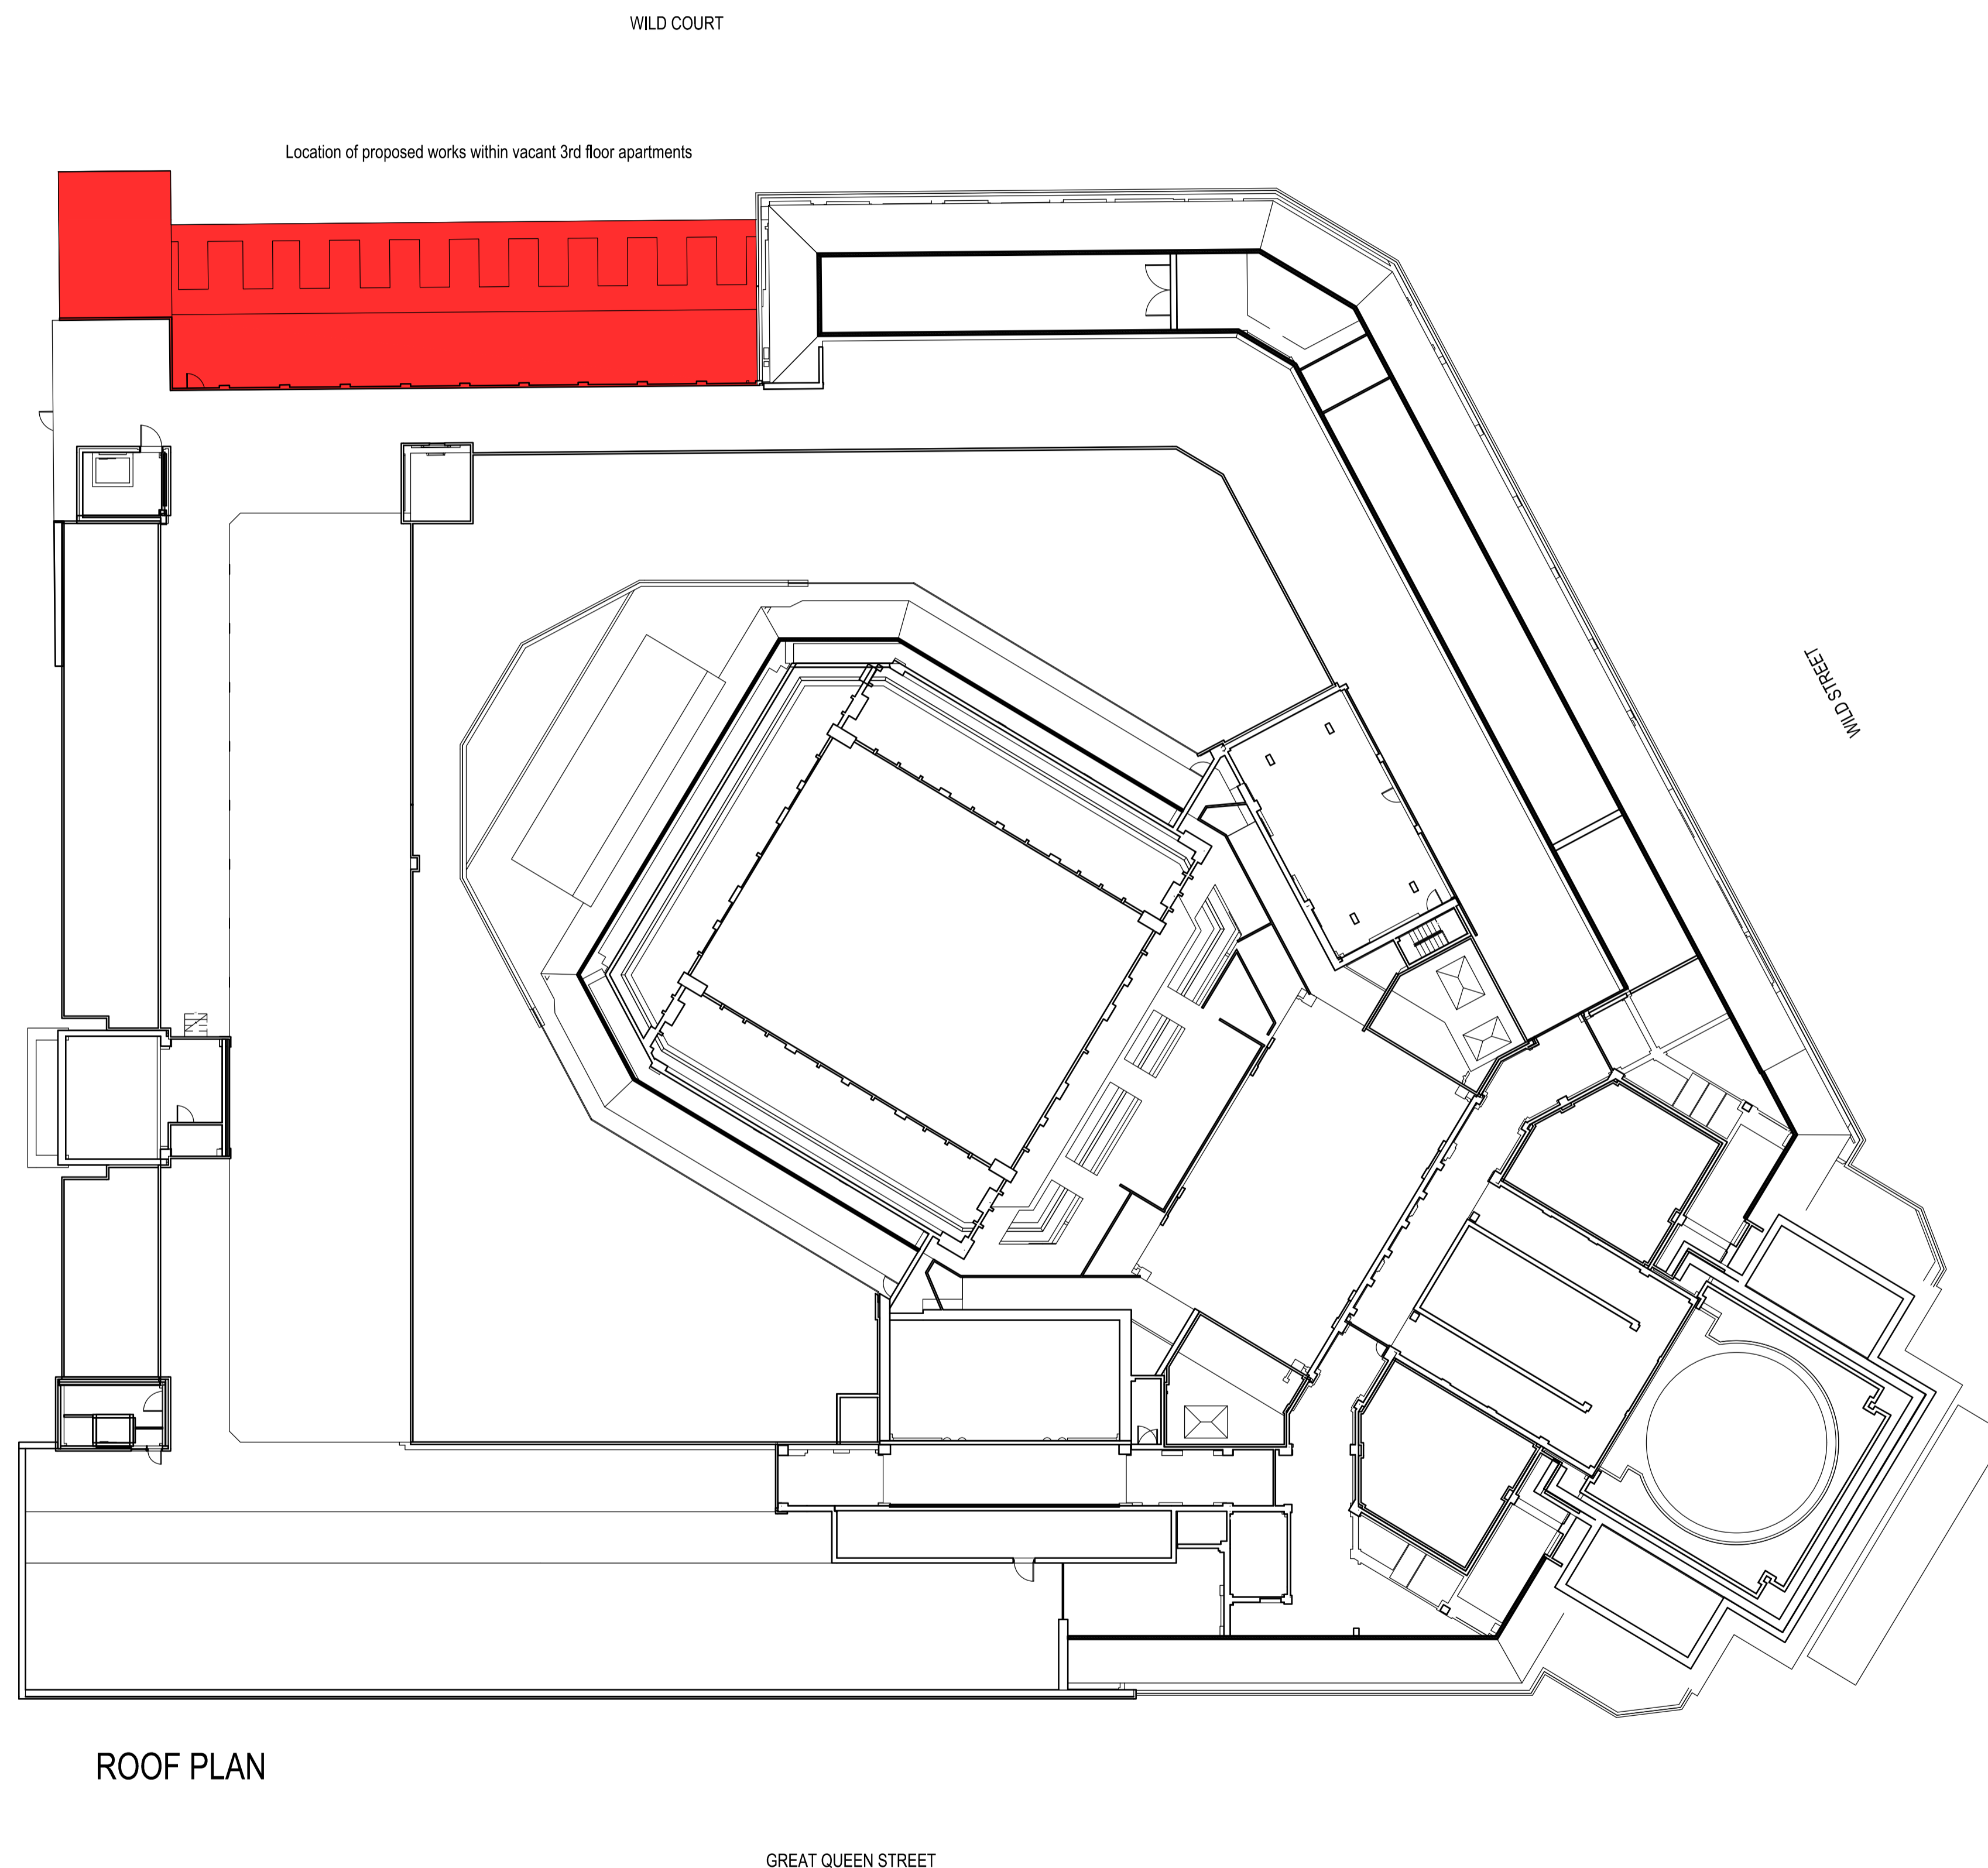 WILD COURT
Location of proposed works within vacant 3rd floor apartments
WILD STREET
ROOF PLAN
GREAT QUEEN STREET